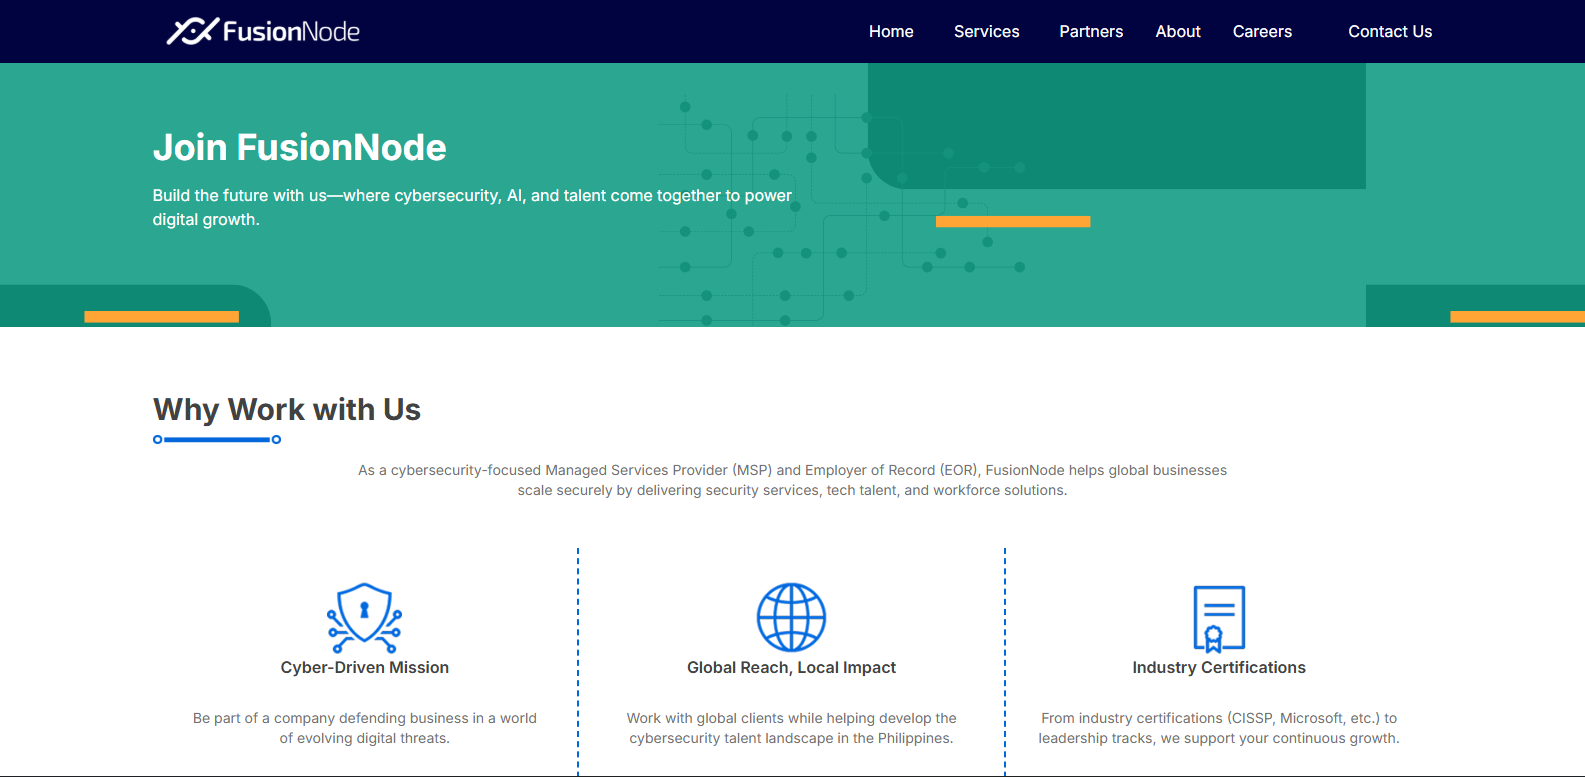 FusionNode
Home Services Partners About Careers Contact Us
Join FusionNode
Build the future with us—where cybersecurity, AI, and talent come together to power
digital growth.
Why Work with Us
As a cybersecurity-focused Managed Services Provider (MSP) and Employer of Record (EOR), FusionNode helps global businesses
scale securely by delivering security services, tech talent, and workforce solutions.
Cyber-Driven Mission
Be part of a company defending business in a world
of evolving digital threats.
Global Reach, Local Impact
Work with global clients while helping develop the
cybersecurity talent landscape in the Philippines.
Industry Certifications
From industry certifications (CISSP, Microsoft, etc.) to
leadership tracks, we support your continuous growth.